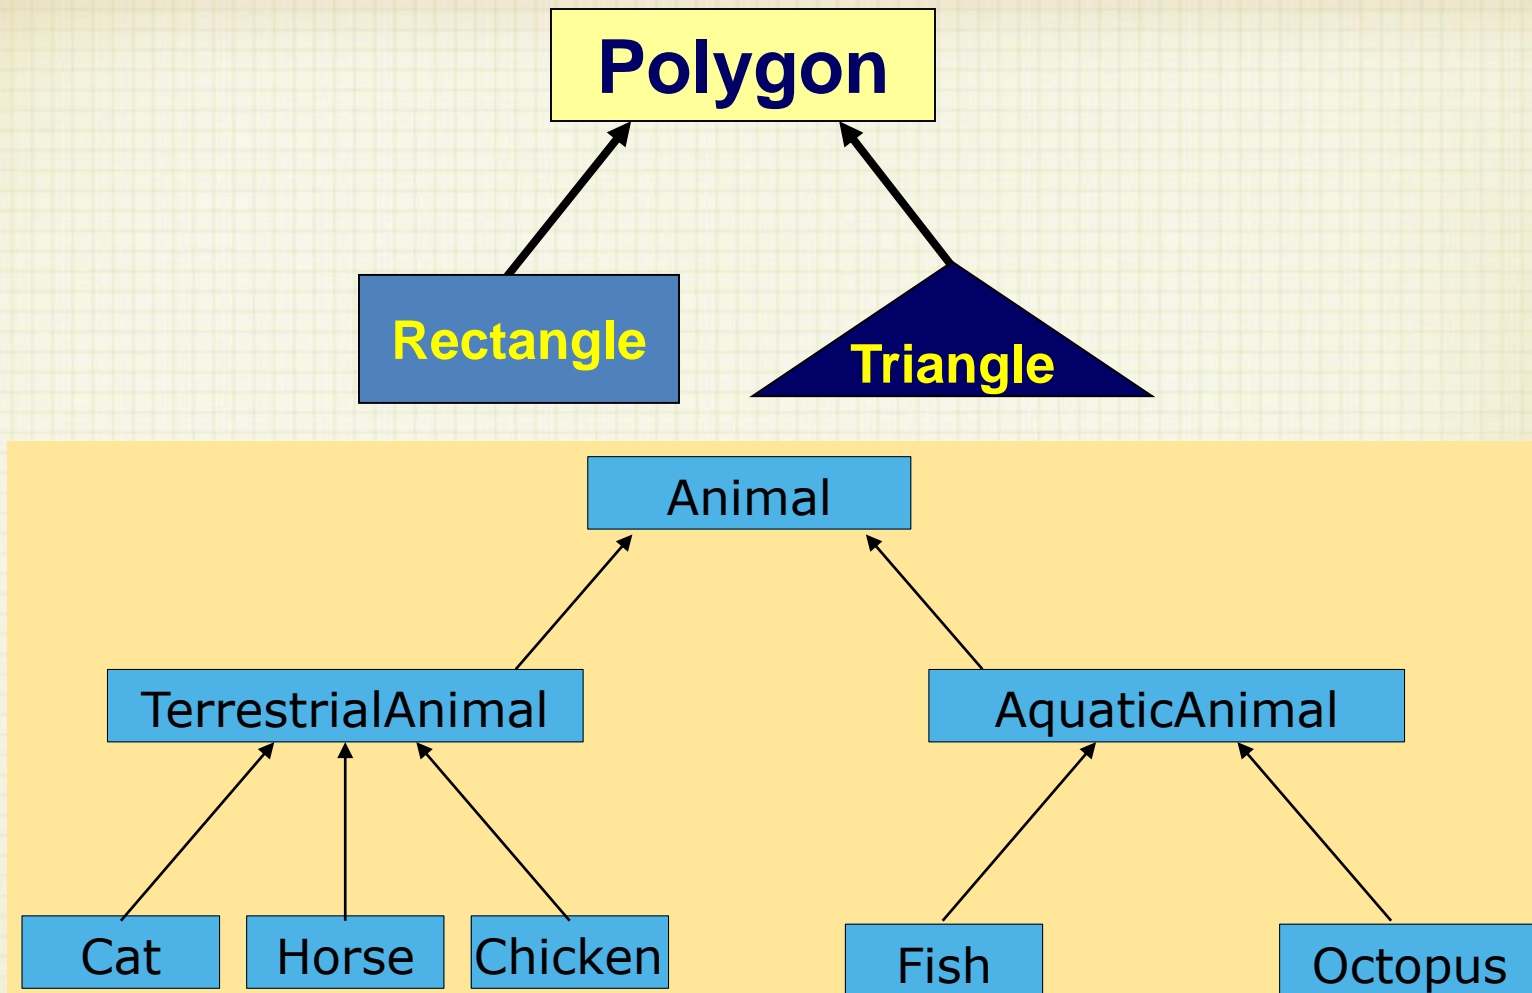 Polygon
Rectangle
Triangle
Animal
TerrestrialAnimal
AquaticAnimal
Cat
Horse
Chicken
Fish
Octopus